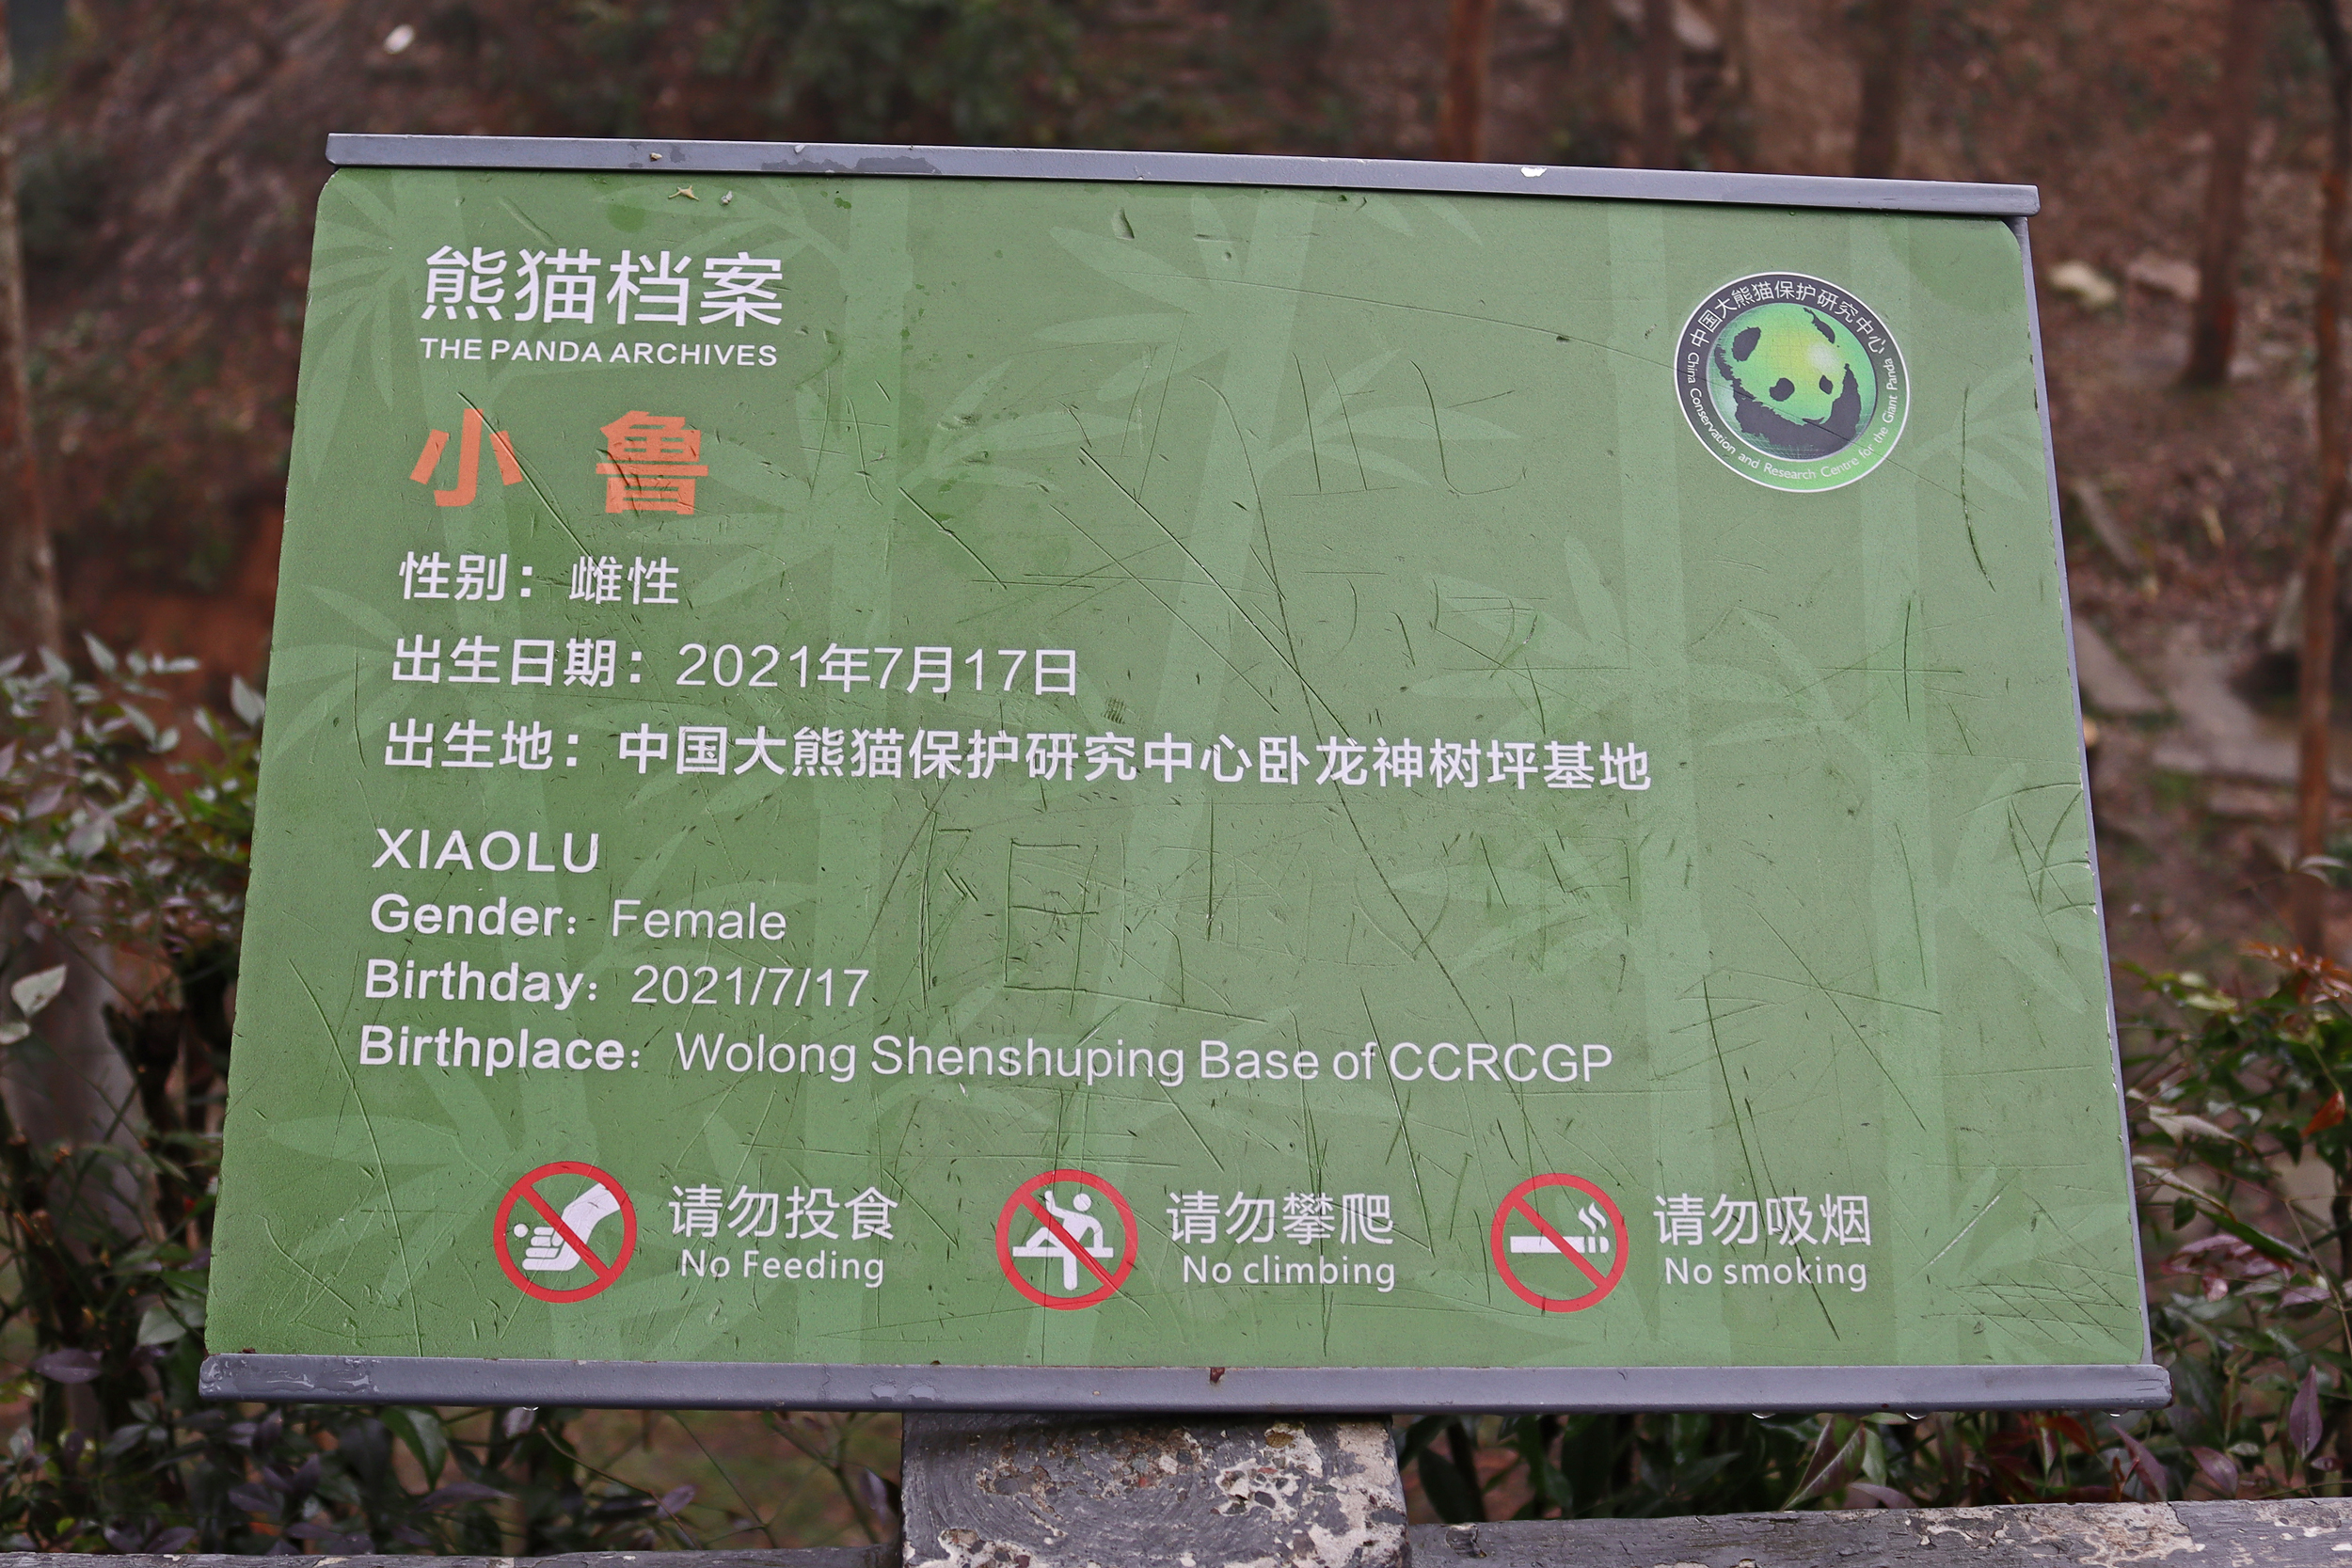 熊猫档案
THE PANDA ARCHIVES
中国大熊猫保护研究中心
China Conservation and Research Centre for the Giant Panda
小鲁
性别：雌性
出生日期：2021年7月17日
出生地：中国大熊猫保护研究中心卧龙神树坪基地
XIAOLU
Gender：Female
Birthday：2021/7/17
Birthplace：Wolong Shenshuping Base of CCRCGP
请勿投食
No Feeding
请勿攀爬
No climbing
请勿吸烟
No smoking